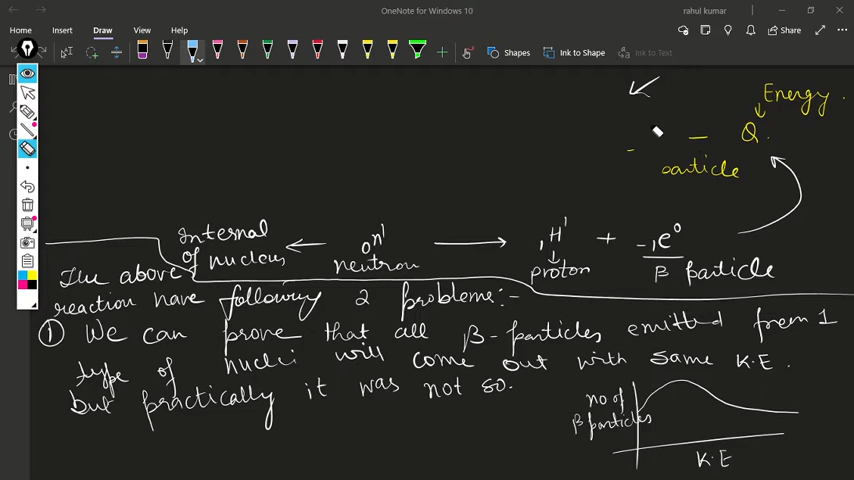 OneNote for Windows 10
rahul kumar
Home Insert Draw View Help
Share
Shapes Ink to Shape Ink to Text
Energy.
Q.
particle
Internal of nucleus ← ₀n¹ → ₁H¹ + ₋₁e⁰
neutron proton β particle
The above
reaction have following 2 problems:-
① We can prove that all β-particles emitted from 1
type of nuclei will come out with same K.E.
but practically it was not so.
no of
β particles
K.E